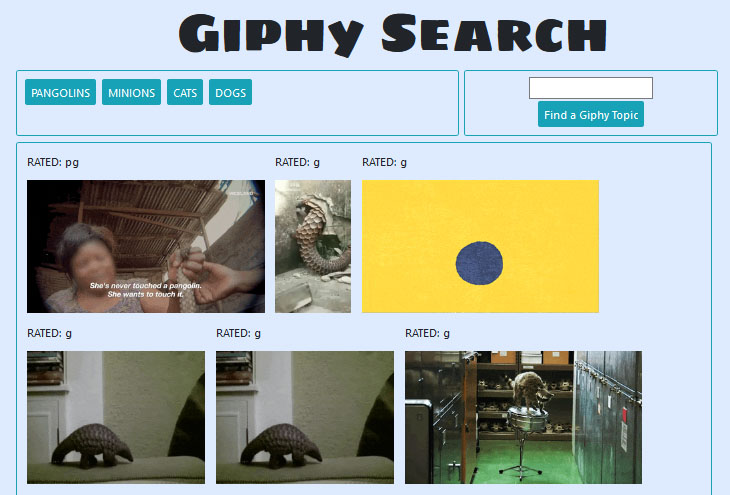 Giphy Search
PANGOLINS MINIONS CATS DOGS
Find a Giphy Topic
RATED: pg RATED: g RATED: g
She's never touched a pangolin.
She wants to touch it.
RATED: g RATED: g RATED: g